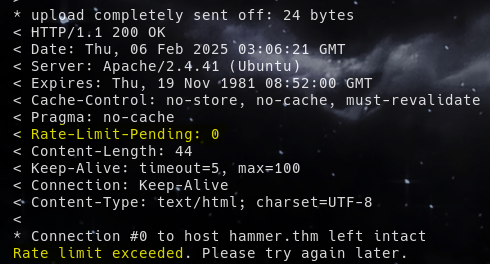 * upload completely sent off: 24 bytes
< HTTP/1.1 200 OK
< Date: Thu, 06 Feb 2025 03:06:21 GMT
< Server: Apache/2.4.41 (Ubuntu)
< Expires: Thu, 19 Nov 1981 08:52:00 GMT
< Cache-Control: no-store, no-cache, must-revalidate
< Pragma: no-cache
< Rate-Limit-Pending: 0
< Content-Length: 44
< Keep-Alive: timeout=5, max=100
< Connection: Keep-Alive
< Content-Type: text/html; charset=UTF-8
<
* Connection #0 to host hammer.thm left intact
Rate limit exceeded. Please try again later.